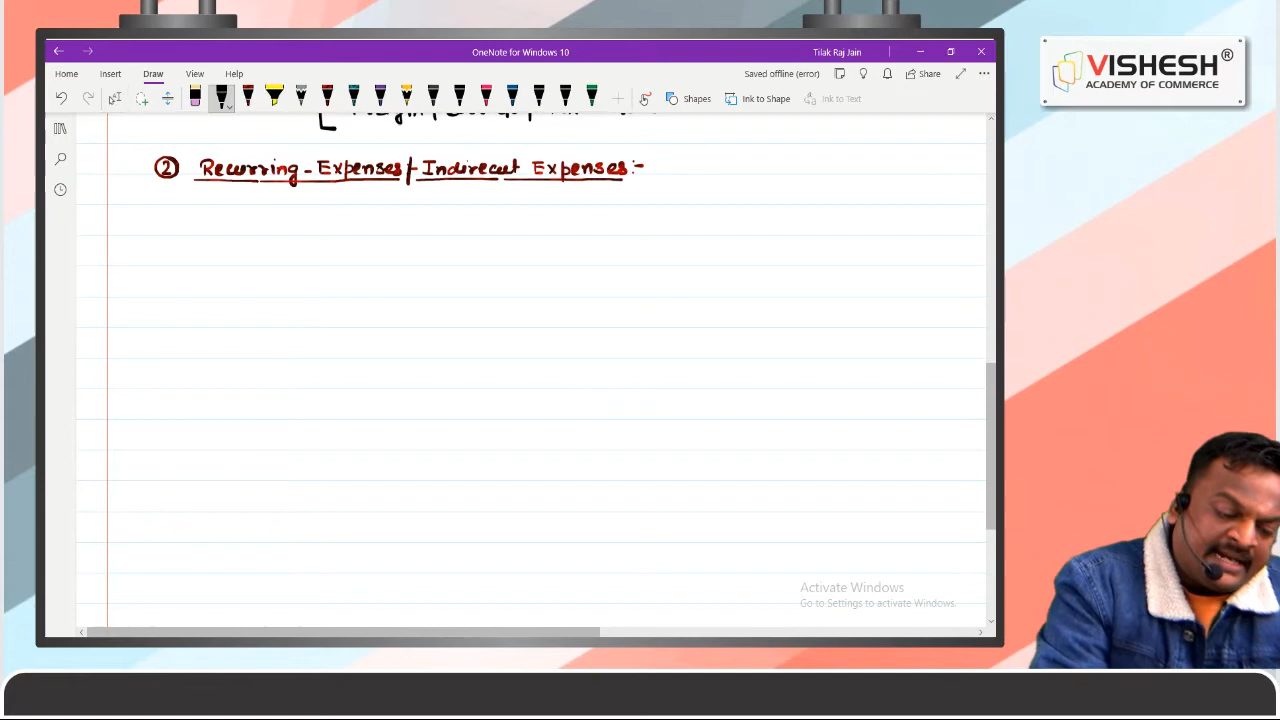 OneNote for Windows 10
Tilak Raj Jain
Home Insert Draw View Help
Saved offline (error)
Share
Shapes
Ink to Shape
Ink to Text
VISHESH®
ACADEMY OF COMMERCE
② Recurring - Expenses / Indirecut Expenses :-
Activate Windows
Go to Settings to activate Windows.